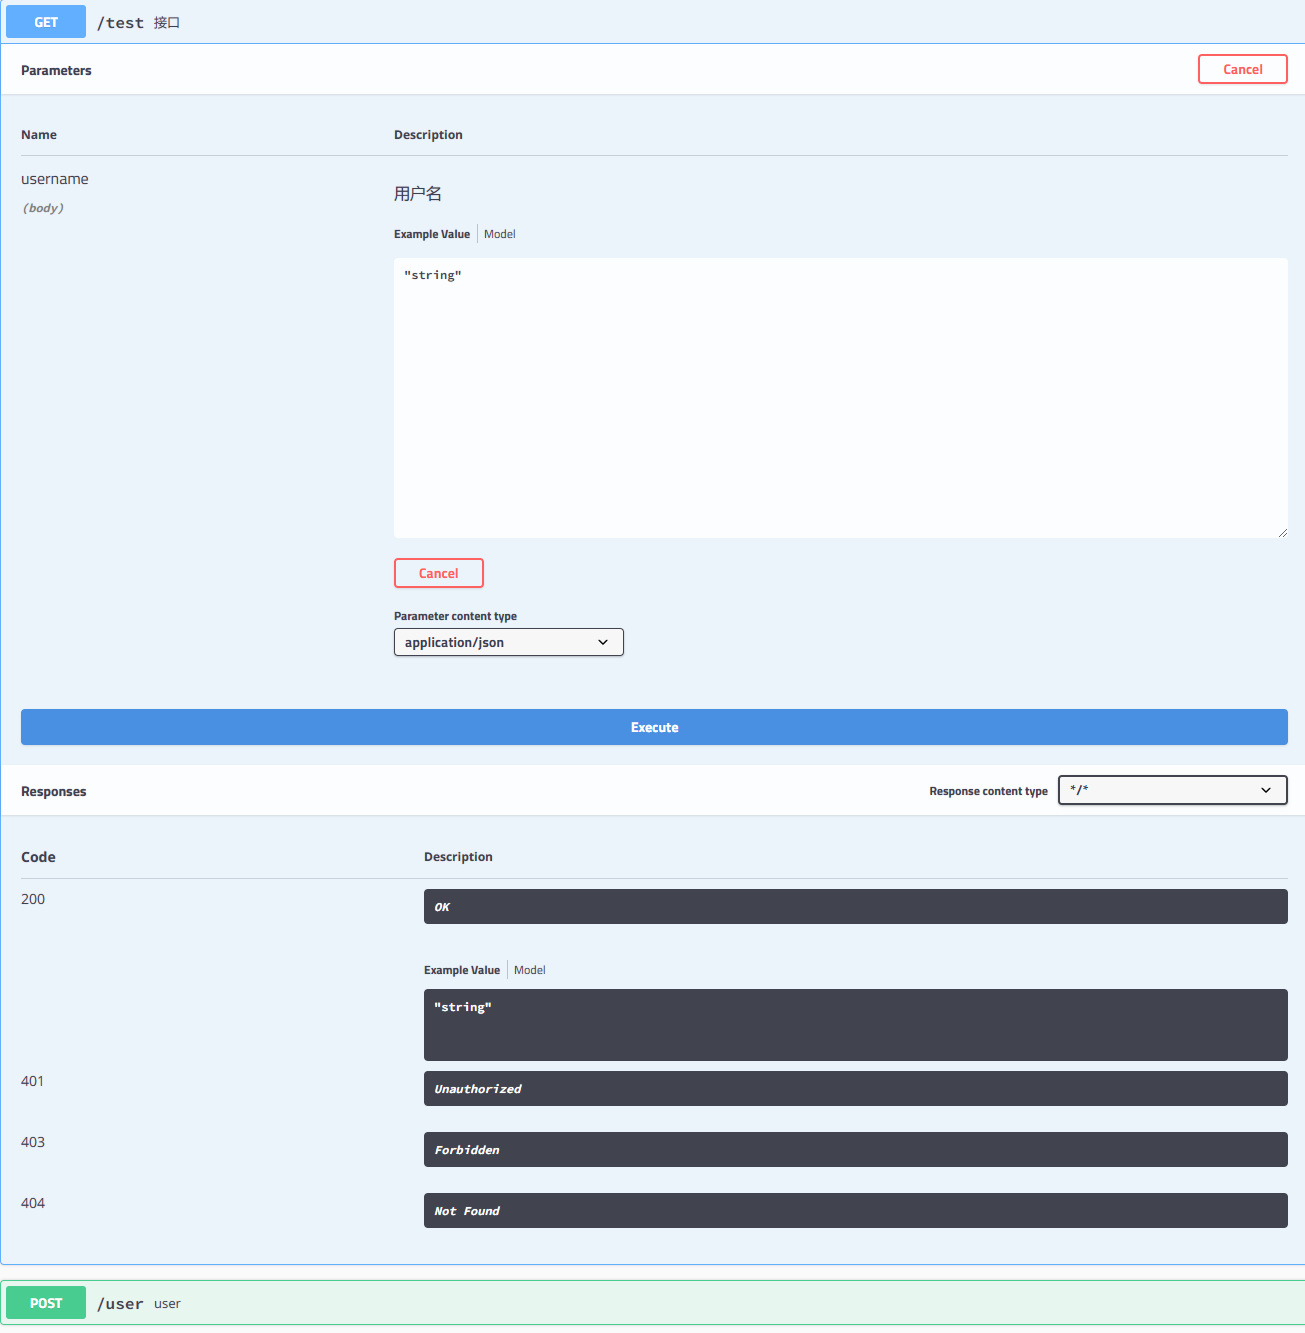 GET /test 接口
Parameters Cancel
Name Description
username 用户名
(body)
Example Value Model
"string"
Cancel
Parameter content type
application/json
Execute
Responses Response content type */*
Code Description
200 OK
Example Value Model
"string"
401 Unauthorized
403 Forbidden
404 Not Found
POST /user user